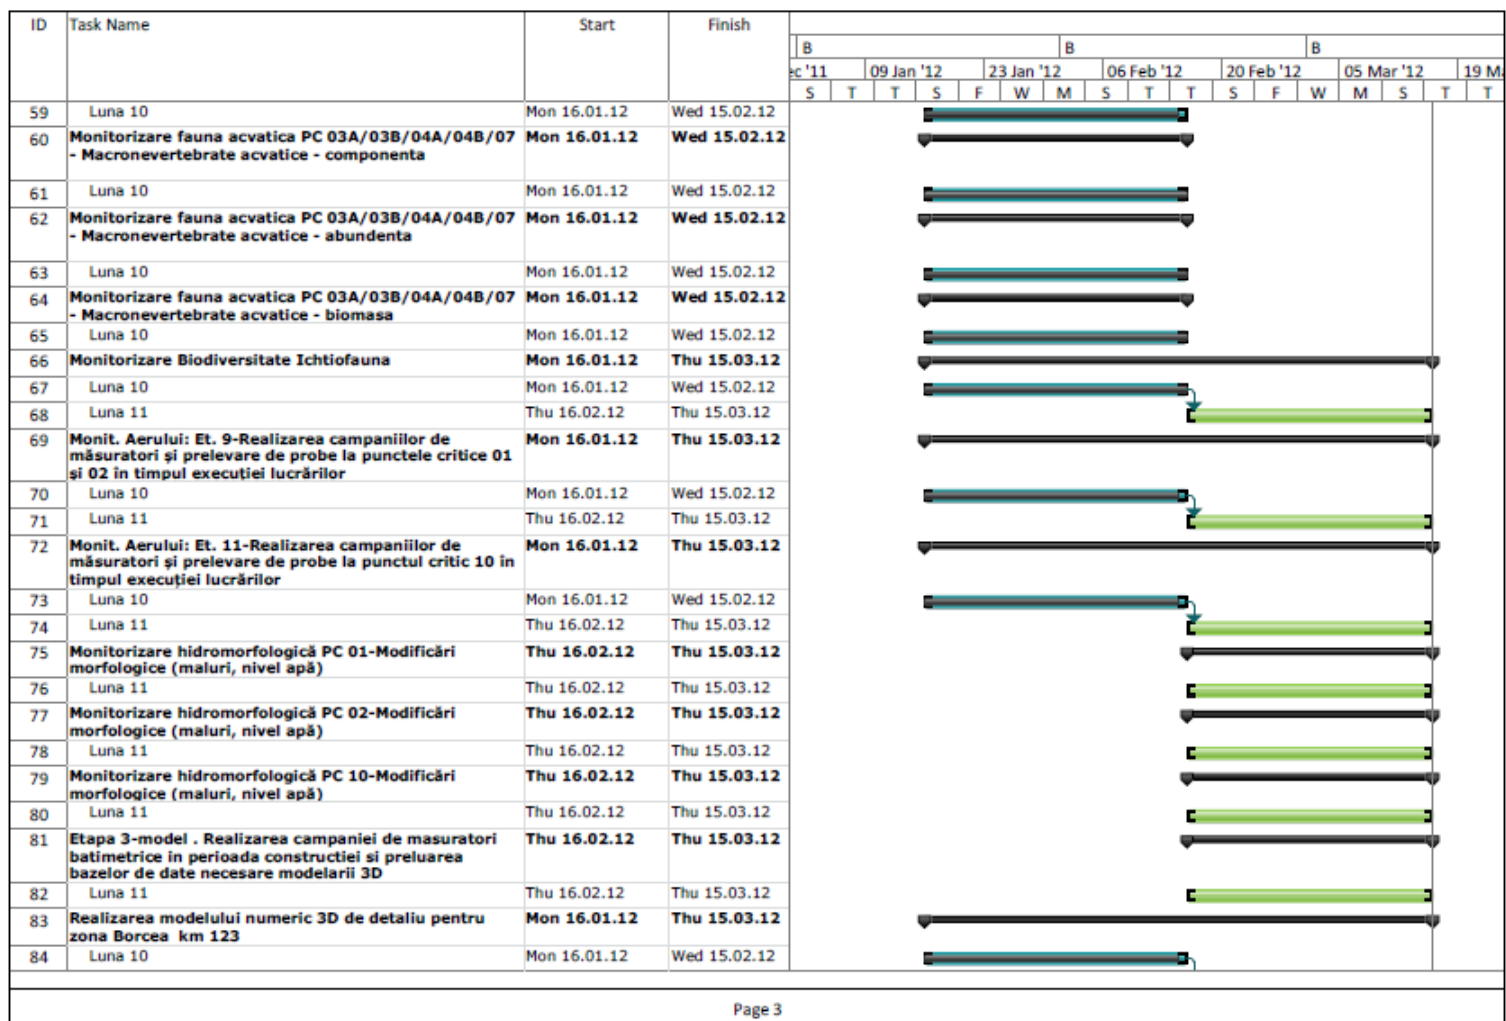 ID Task Name Start Finish
B B B
ec '11 09 Jan '12 23 Jan '12 06 Feb '12 20 Feb '12 05 Mar '12 19 Ma
S T T S F W M S T T S F W M S T T
59 Luna 10 Mon 16.01.12 Wed 15.02.12
60 Monitorizare fauna acvatica PC 03A/03B/04A/04B/07 Mon 16.01.12 Wed 15.02.12
- Macronevertebrate acvatice - componenta
61 Luna 10 Mon 16.01.12 Wed 15.02.12
62 Monitorizare fauna acvatica PC 03A/03B/04A/04B/07 Mon 16.01.12 Wed 15.02.12
- Macronevertebrate acvatice - abundenta
63 Luna 10 Mon 16.01.12 Wed 15.02.12
64 Monitorizare fauna acvatica PC 03A/03B/04A/04B/07 Mon 16.01.12 Wed 15.02.12
- Macronevertebrate acvatice - biomasa
65 Luna 10 Mon 16.01.12 Wed 15.02.12
66 Monitorizare Biodiversitate Ichtiofauna Mon 16.01.12 Thu 15.03.12
67 Luna 10 Mon 16.01.12 Wed 15.02.12
68 Luna 11 Thu 16.02.12 Thu 15.03.12
69 Monit. Aerului: Et. 9-Realizarea campaniilor de Mon 16.01.12 Thu 15.03.12
măsuratori și prelevare de probe la punctele critice 01
și 02 în timpul execuției lucrărilor
70 Luna 10 Mon 16.01.12 Wed 15.02.12
71 Luna 11 Thu 16.02.12 Thu 15.03.12
72 Monit. Aerului: Et. 11-Realizarea campaniilor de Mon 16.01.12 Thu 15.03.12
măsuratori și prelevare de probe la punctul critic 10 în
timpul execuției lucrărilor
73 Luna 10 Mon 16.01.12 Wed 15.02.12
74 Luna 11 Thu 16.02.12 Thu 15.03.12
75 Monitorizare hidromorfologică PC 01-Modificări Thu 16.02.12 Thu 15.03.12
morfologice (maluri, nivel apă)
76 Luna 11 Thu 16.02.12 Thu 15.03.12
77 Monitorizare hidromorfologică PC 02-Modificări Thu 16.02.12 Thu 15.03.12
morfologice (maluri, nivel apă)
78 Luna 11 Thu 16.02.12 Thu 15.03.12
79 Monitorizare hidromorfologică PC 10-Modificări Thu 16.02.12 Thu 15.03.12
morfologice (maluri, nivel apă)
80 Luna 11 Thu 16.02.12 Thu 15.03.12
81 Etapa 3-model . Realizarea campaniei de masuratori Thu 16.02.12 Thu 15.03.12
batimetrice in perioada constructiei si preluarea
bazelor de date necesare modelarii 3D
82 Luna 11 Thu 16.02.12 Thu 15.03.12
83 Realizarea modelului numeric 3D de detaliu pentru Mon 16.01.12 Thu 15.03.12
zona Borcea km 123
84 Luna 10 Mon 16.01.12 Wed 15.02.12
Page 3